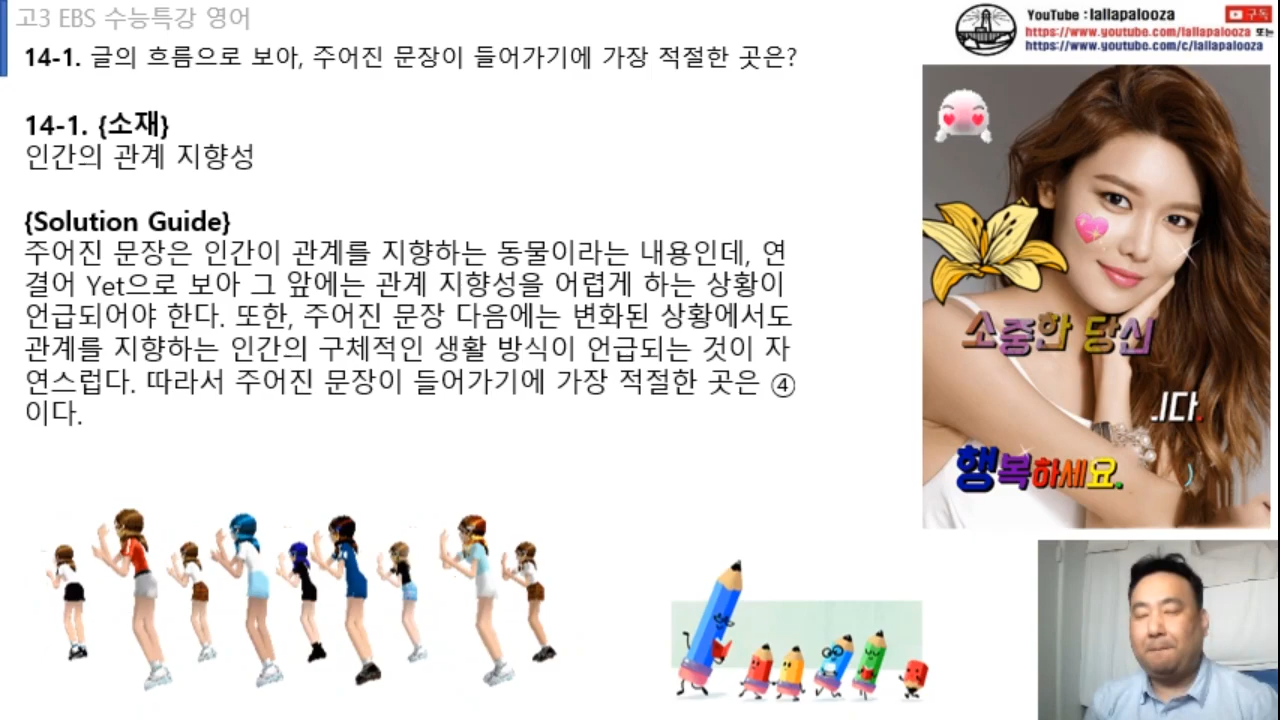 고3 EBS 수능특강 영어
14-1. 글의 흐름으로 보아, 주어진 문장이 들어가기에 가장 적절한 곳은?
14-1. {소재}
인간의 관계 지향성
{Solution Guide}
주어진 문장은 인간이 관계를 지향하는 동물이라는 내용인데, 연
결어 Yet으로 보아 그 앞에는 관계 지향성을 어렵게 하는 상황이
언급되어야 한다. 또한, 주어진 문장 다음에는 변화된 상황에서도
관계를 지향하는 인간의 구체적인 생활 방식이 언급되는 것이 자
연스럽다. 따라서 주어진 문장이 들어가기에 가장 적절한 곳은 ④
이다.
YouTube : lallapalooza
구독
https://www.youtube.com/lallapalooza 또는
https://www.youtube.com/c/lallapalooza
소중한 당신
니다.
행복하세요.